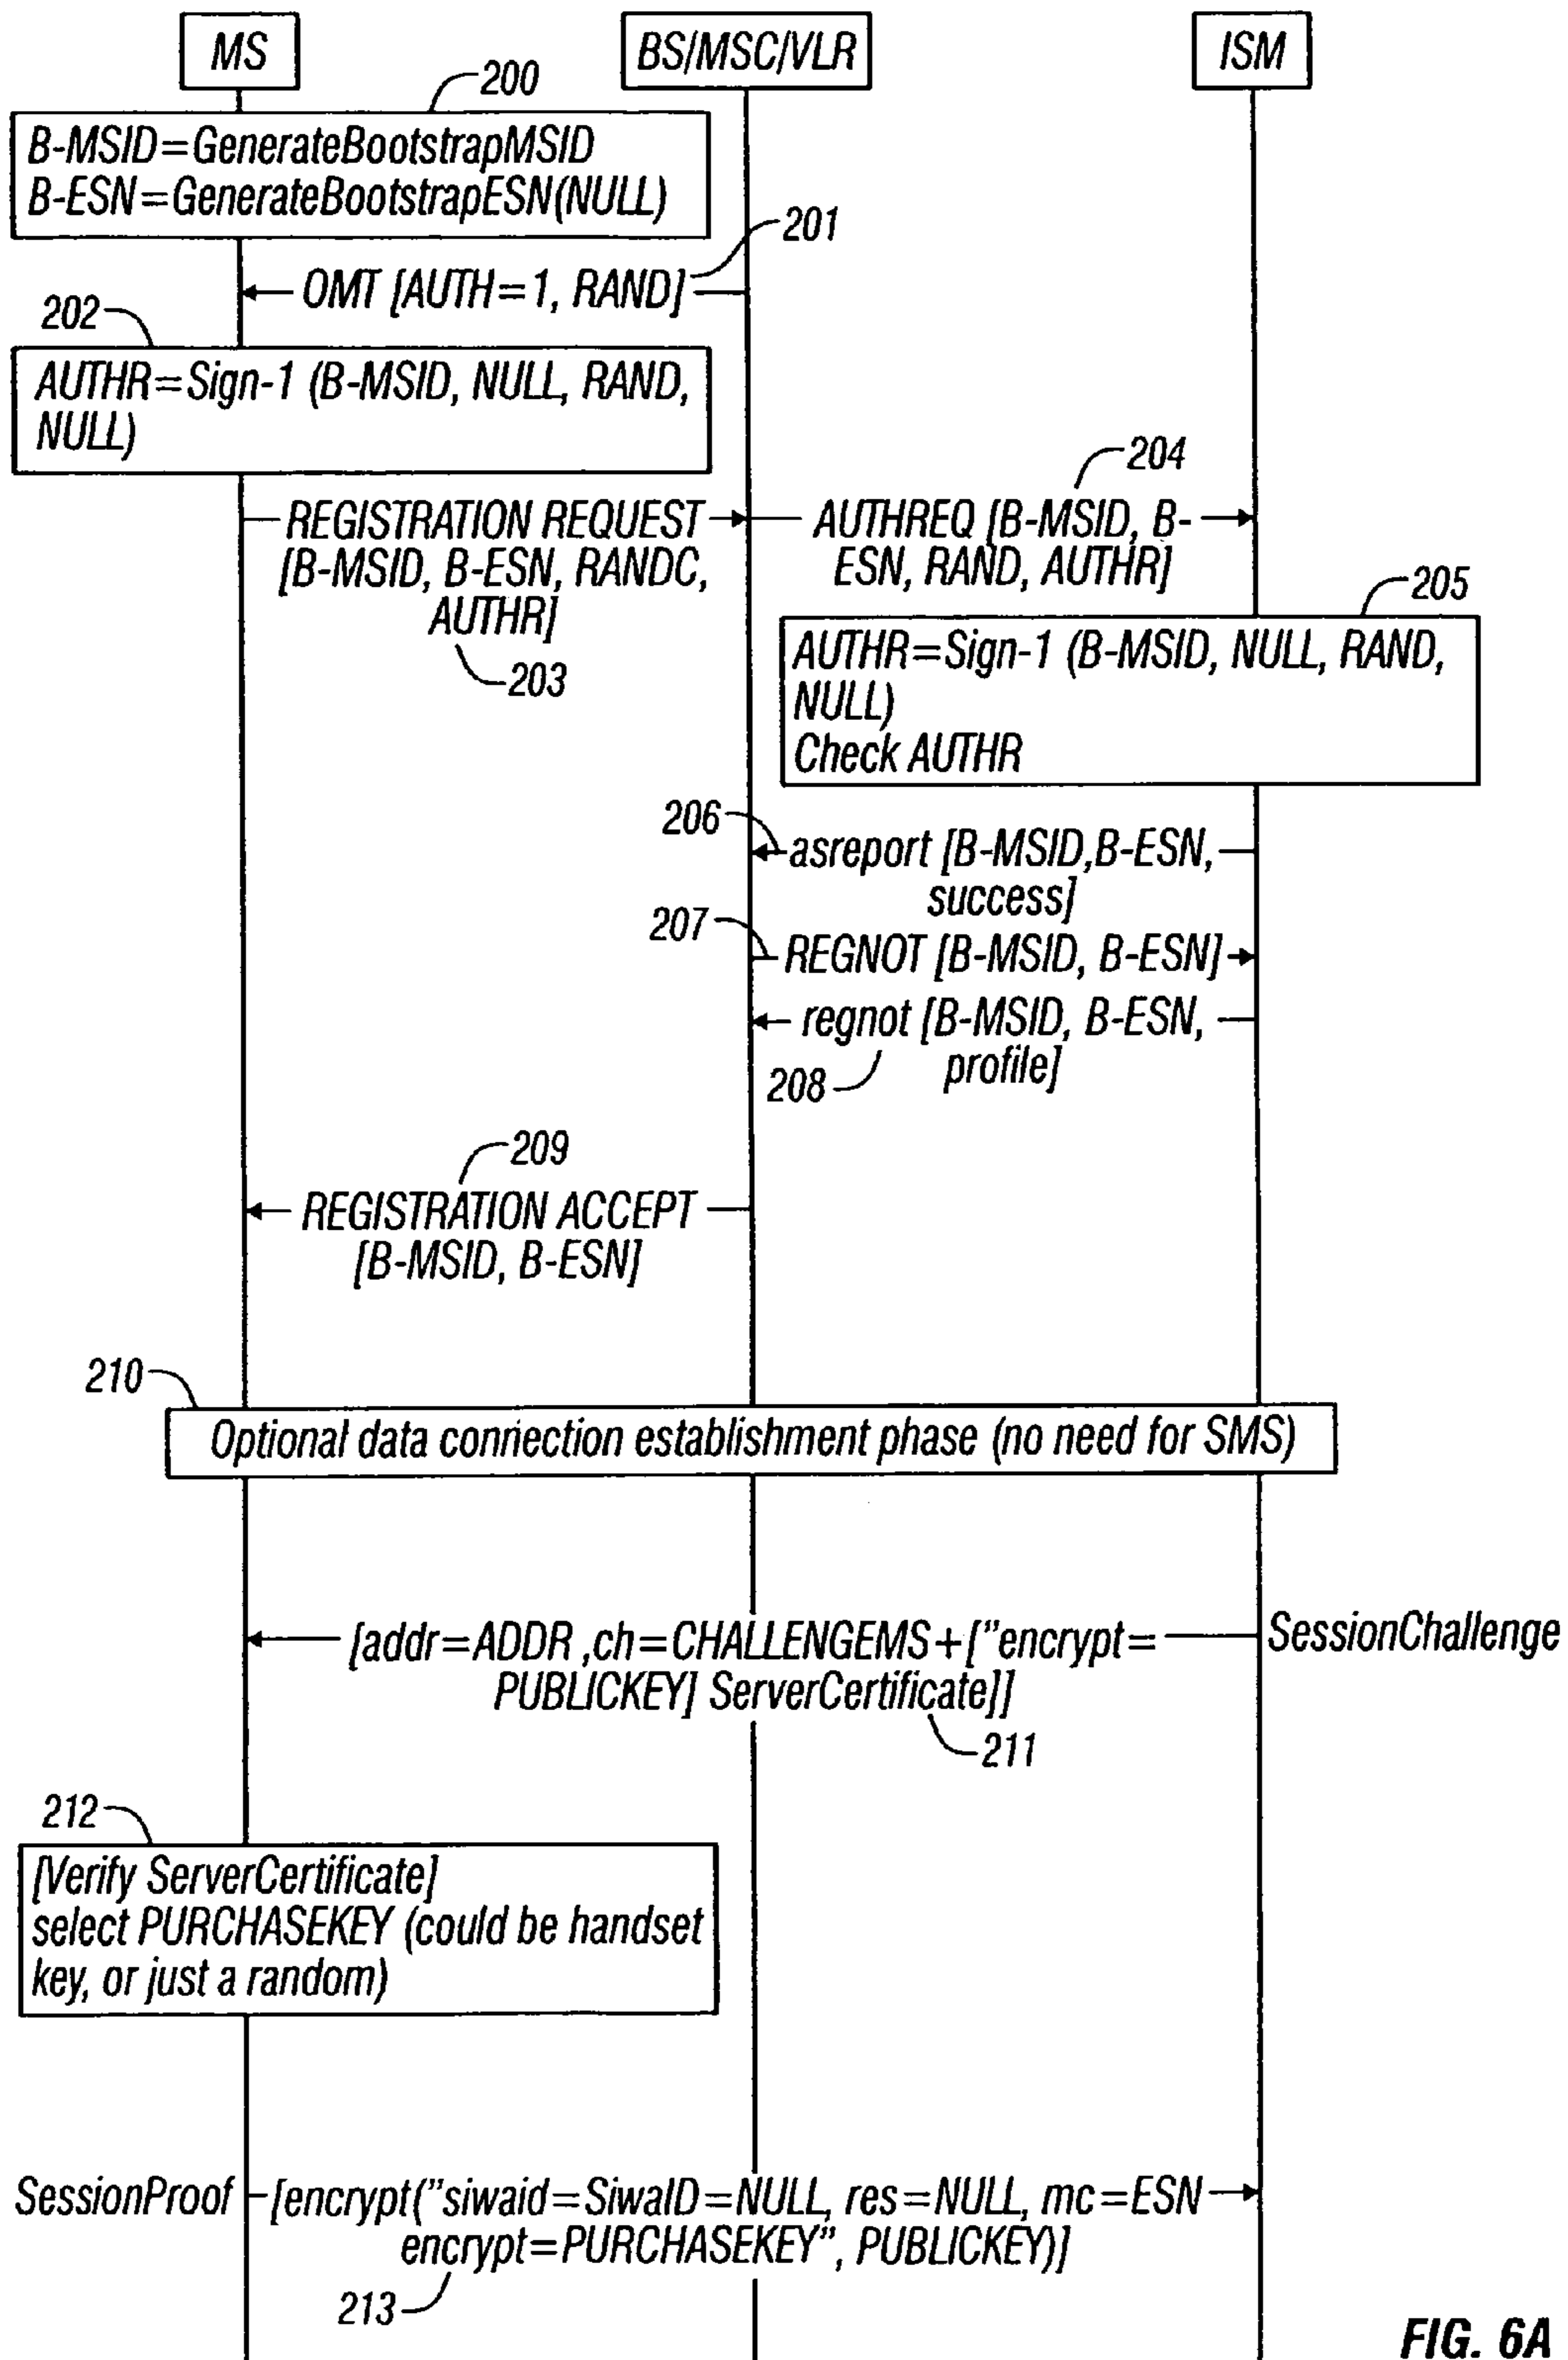 MS
BS/MSC/VLR
ISM
200
B-MSID=GenerateBootstrapMSID
B-ESN=GenerateBootstrapESN(NULL)
201
OMT [AUTH=1, RAND]
202
AUTHR=Sign-1 (B-MSID, NULL, RAND,
NULL)
204
REGISTRATION REQUEST
[B-MSID, B-ESN, RANDC,
AUTHR]
203
AUTHREQ [B-MSID, B-
ESN, RAND, AUTHR]
205
AUTHR=Sign-1 (B-MSID, NULL, RAND,
NULL)
Check AUTHR
206
asreport [B-MSID,B-ESN,
success]
207
REGNOT [B-MSID, B-ESN]
regnot [B-MSID, B-ESN,
profile]
208
209
REGISTRATION ACCEPT
[B-MSID, B-ESN]
210
Optional data connection establishment phase (no need for SMS)
[addr=ADDR ,ch=CHALLENGEMS+["encrypt=
PUBLICKEY] ServerCertificate]]
SessionChallenge
211
212
[Verify ServerCertificate]
select PURCHASEKEY (could be handset
key, or just a random)
SessionProof
[encrypt("siwaid=SiwaID=NULL, res=NULL, mc=ESN
encrypt=PURCHASEKEY", PUBLICKEY)]
213
FIG. 6A